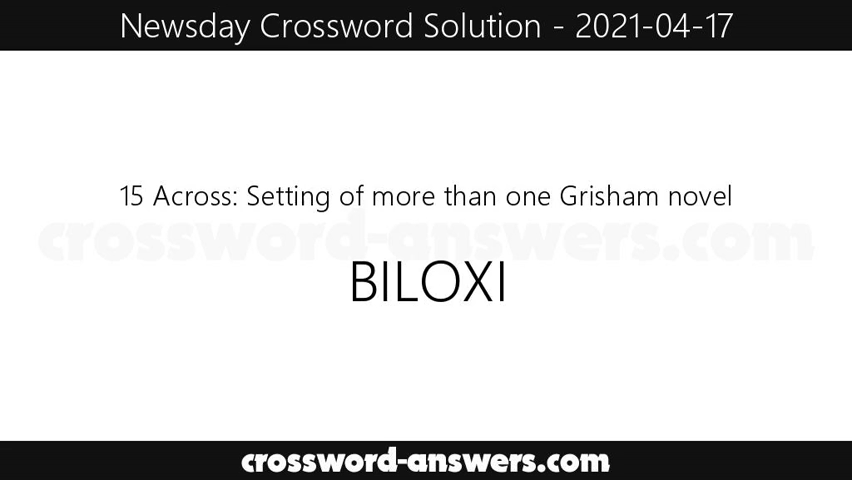 Newsday Crossword Solution - 2021-04-17
15 Across: Setting of more than one Grisham novel
crossword-answers.com
BILOXI
crossword-answers.com